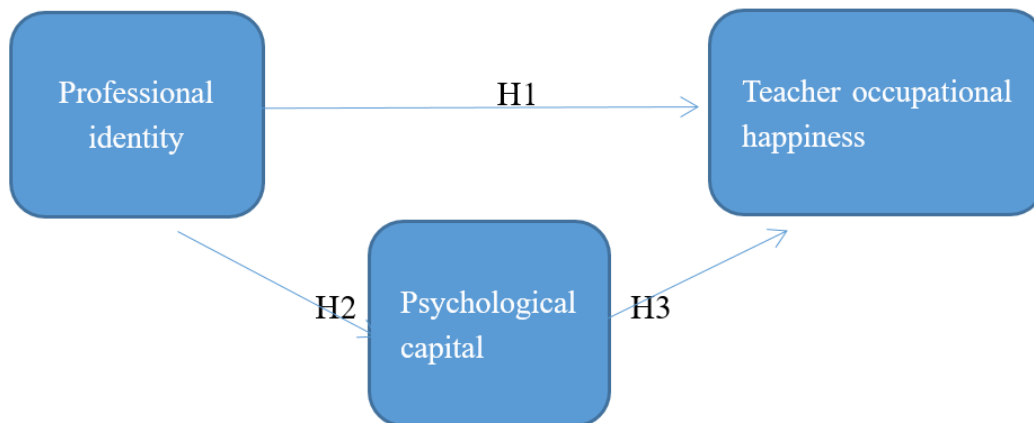 Professional
identity
H1
Teacher occupational
happiness
H2
Psychological
capital
H3